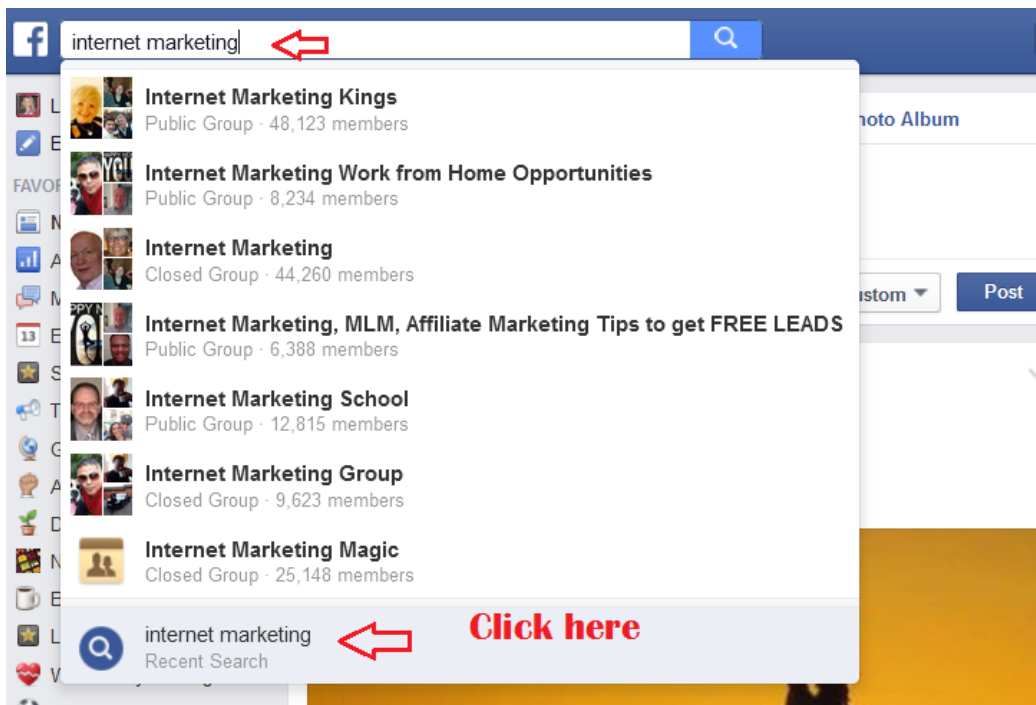 f
internet marketing
Internet Marketing Kings
Public Group · 48,123 members
Internet Marketing Work from Home Opportunities
Public Group · 8,234 members
Internet Marketing
Closed Group · 44,260 members
Internet Marketing, MLM, Affiliate Marketing Tips to get FREE LEADS
Public Group · 6,388 members
Internet Marketing School
Public Group · 12,815 members
Internet Marketing Group
Closed Group · 9,623 members
Internet Marketing Magic
Closed Group · 25,148 members
internet marketing
Recent Search
Click here
Album
Post
13